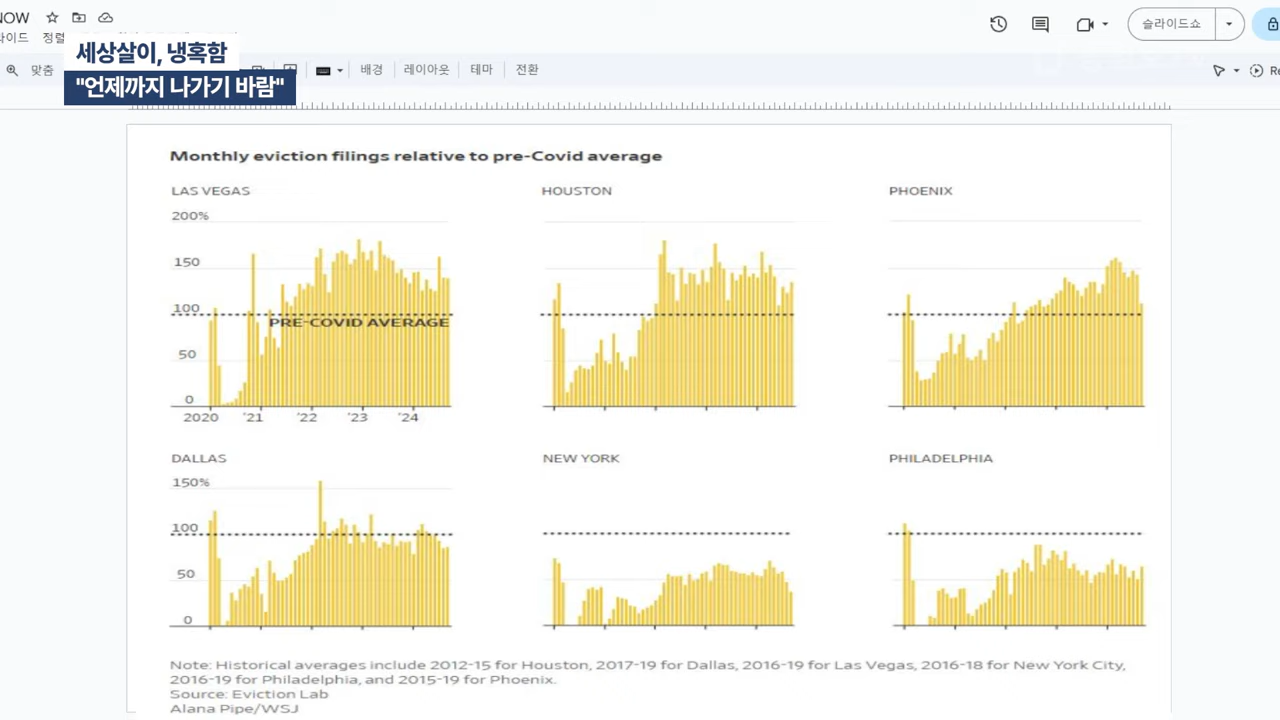 NOW
라이드
정렬
슬라이드쇼
세상살이, 냉혹함
"언제까지 나가기 바람"
맞춤
배경
레이아웃
테마
전환
Re
Monthly eviction filings relative to pre-Covid average
LAS VEGAS
200%
150
100
PRE-COVID AVERAGE
50
0
2020 '21 '22 '23 '24
HOUSTON
PHOENIX
DALLAS
150%
100
50
0
NEW YORK
PHILADELPHIA
Note: Historical averages include 2012-15 for Houston, 2017-19 for Dallas, 2016-19 for Las Vegas, 2016-18 for New York City,
2016-19 for Philadelphia, and 2015-19 for Phoenix.
Source: Eviction Lab
Alana Pipe/WSJ